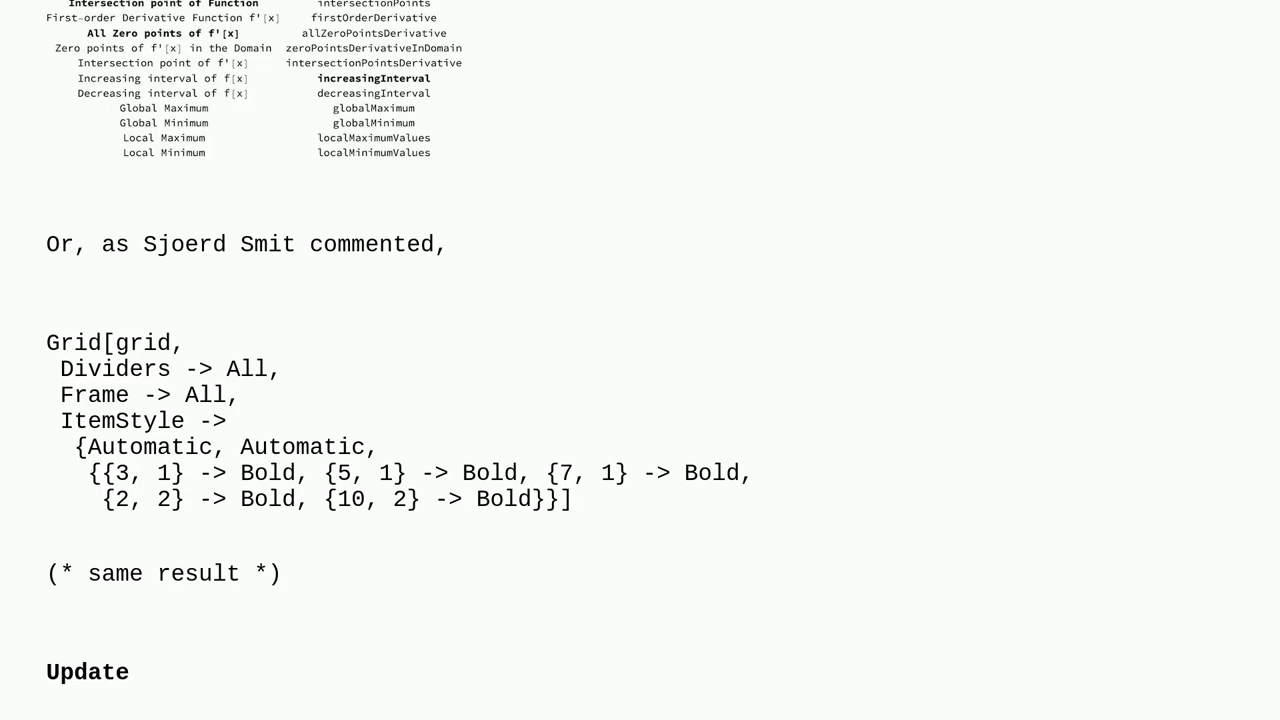 Intersection point of Function intersectionPoints
First-order Derivative Function f'[x] firstOrderDerivative
All Zero points of f'[x] allZeroPointsDerivative
Zero points of f'[x] in the Domain zeroPointsDerivativeInDomain
Intersection point of f'[x] intersectionPointsDerivative
Increasing interval of f[x] increasingInterval
Decreasing interval of f[x] decreasingInterval
Global Maximum globalMaximum
Global Minimum globalMinimum
Local Maximum localMaximumValues
Local Minimum localMinimumValues
Or, as Sjoerd Smit commented,
Grid[grid,
Dividers -> All,
Frame -> All,
ItemStyle ->
{Automatic, Automatic,
{{3, 1} -> Bold, {5, 1} -> Bold, {7, 1} -> Bold,
{2, 2} -> Bold, {10, 2} -> Bold}}]
(* same result *)
Update